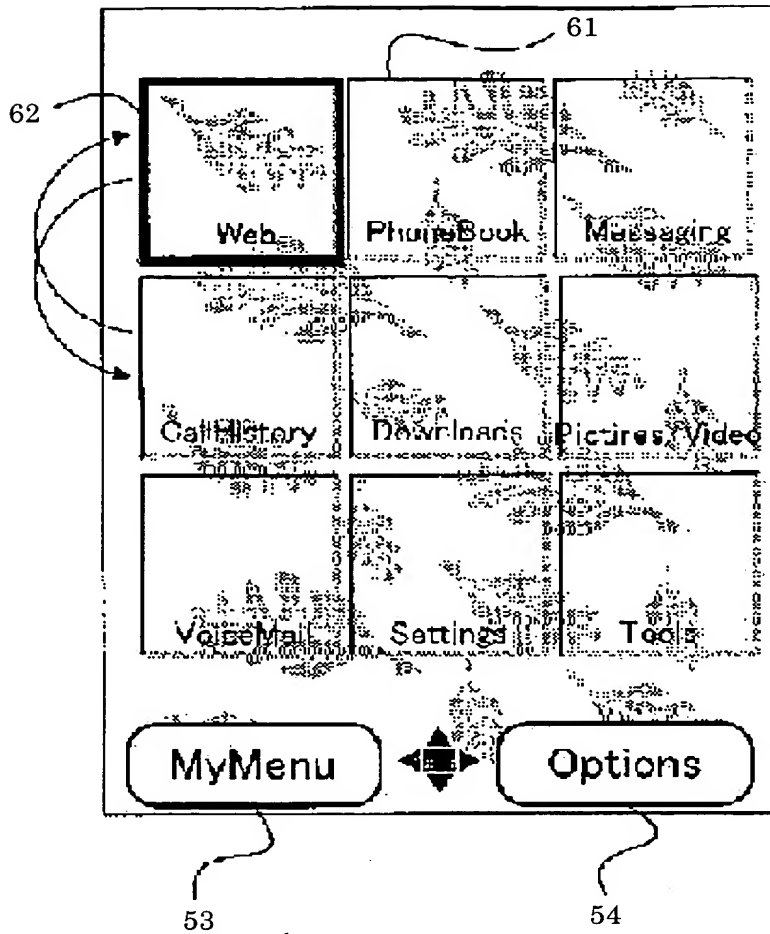 61
62
Web PhoneBook Messaging
CallHistory Downloads Pictures/Video
VoiceMail Settings Tools
MyMenu Options
53 54